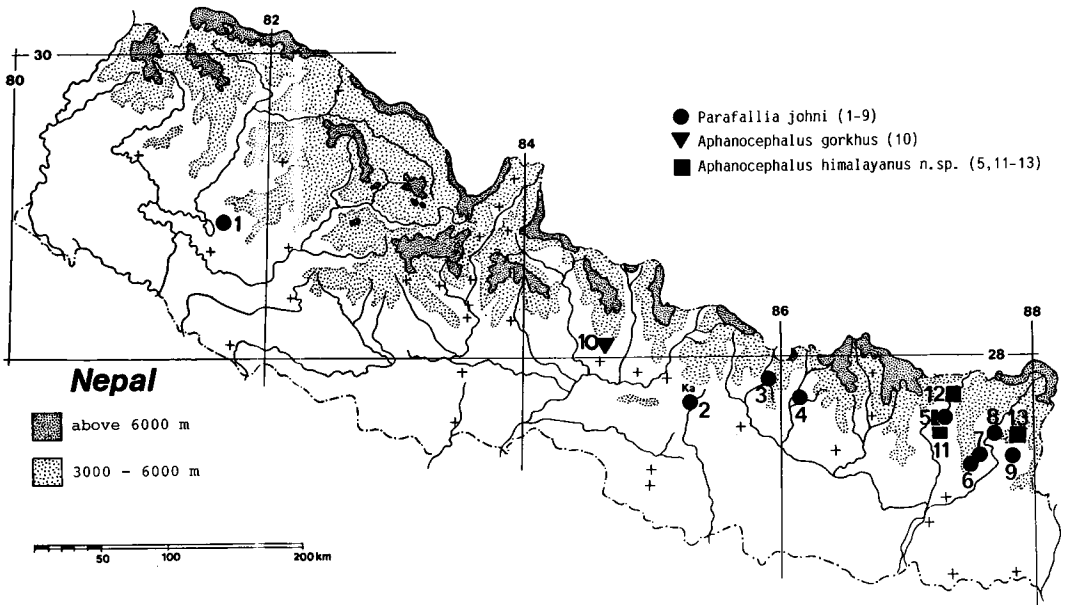 82
30
80
84
● Parafallia johni (1-9)
▼ Aphanocephalus gorkhus (10)
■ Aphanocephalus himalayanus n.sp. (5,11-13)
1
86
88
10
28
Nepal
Ka
2
3
4
12
5
11
8
13
7
6
9
above 6000 m
3000 - 6000 m
50
100
200 km